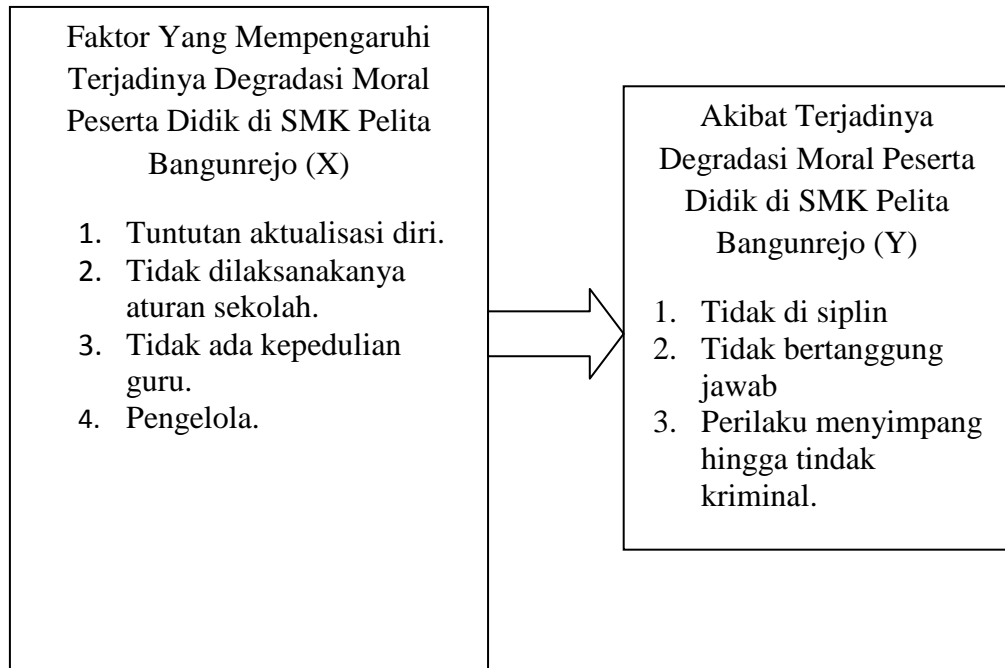 Faktor Yang Mempengaruhi
Terjadinya Degradasi Moral
Peserta Didik di SMK Pelita
Bangunrejo (X)
1. Tuntutan aktualisasi diri.
2. Tidak dilaksanakanya
aturan sekolah.
3. Tidak ada kepedulian
guru.
4. Pengelola.
Akibat Terjadinya
Degradasi Moral Peserta
Didik di SMK Pelita
Bangunrejo (Y)
1. Tidak di siplin
2. Tidak bertanggung
jawab
3. Perilaku menyimpang
hingga tindak
kriminal.